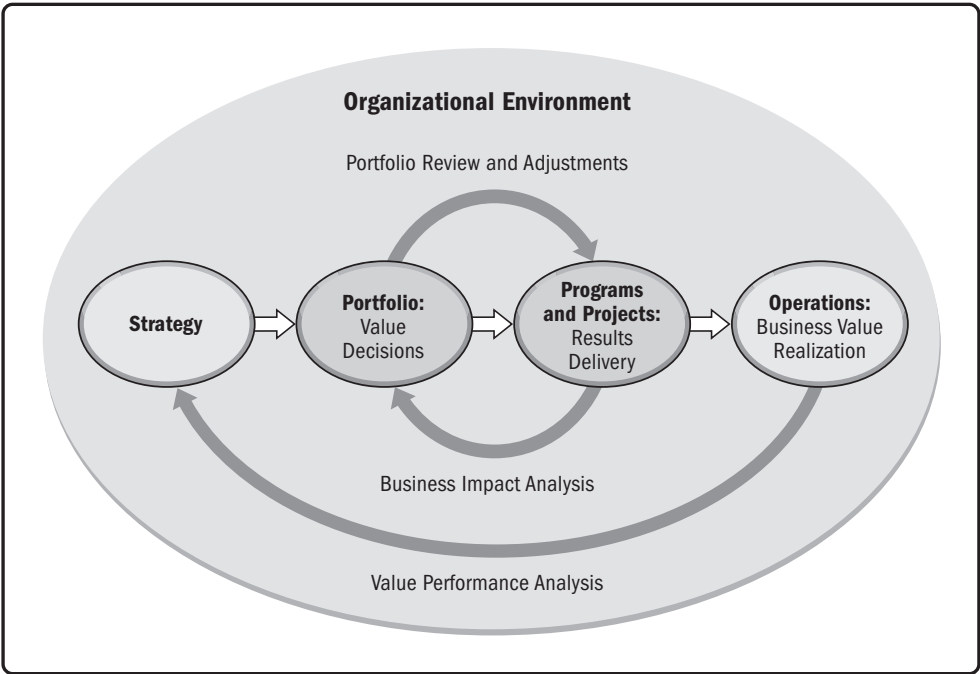 Organizational Environment
Portfolio Review and Adjustments
Strategy
Portfolio:
Value
Decisions
Programs
and Projects:
Results
Delivery
Operations:
Business Value
Realization
Business Impact Analysis
Value Performance Analysis